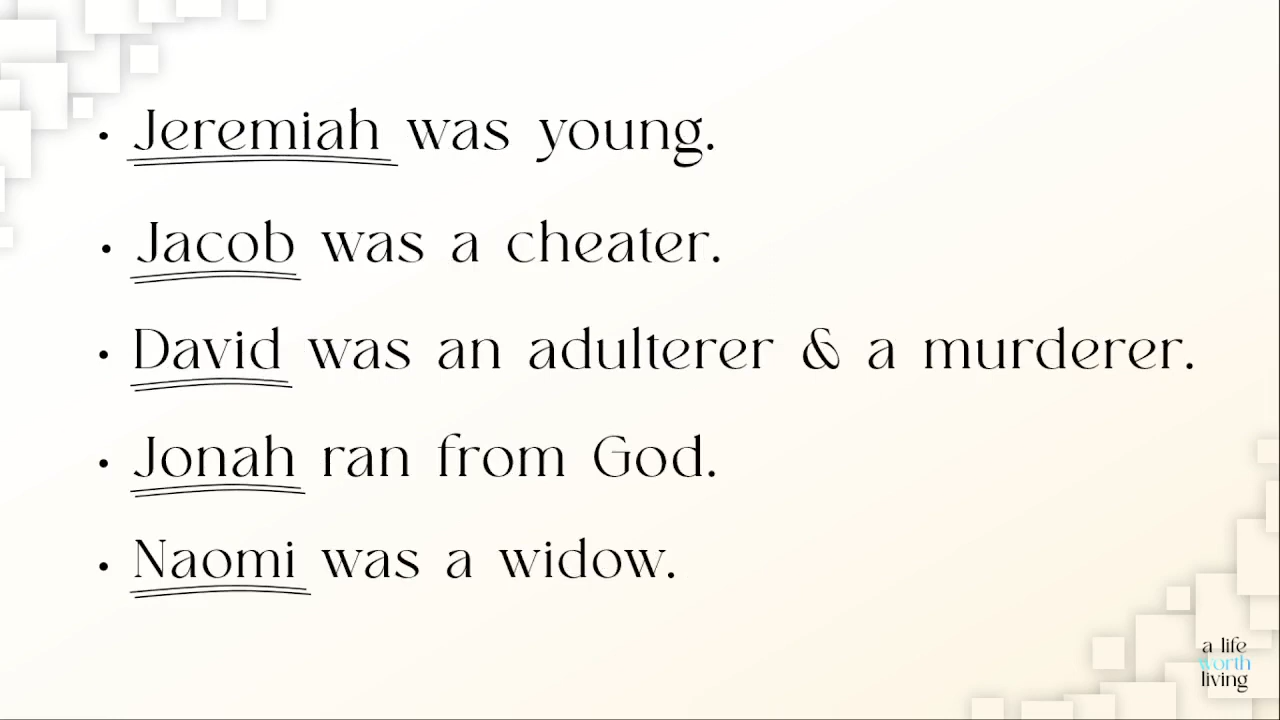 • Jeremiah was young.
• Jacob was a cheater.
• David was an adulterer & a murderer.
• Jonah ran from God.
• Naomi was a widow.
a life
worth
living